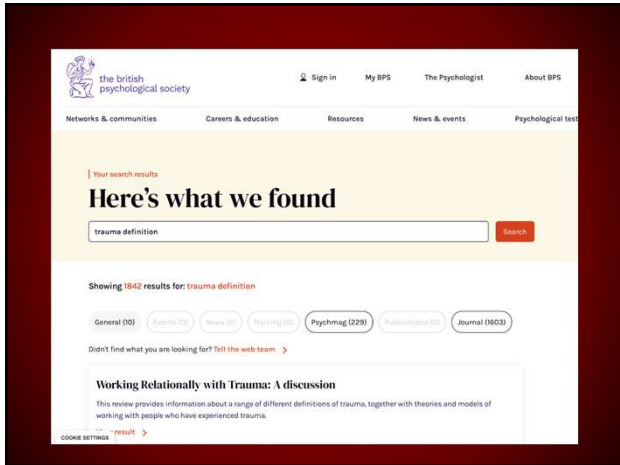 the british
psychological society
Sign in My BPS The Psychologist About BPS
Networks & communities Careers & education Resources News & events Psychological test
Your search results
Here's what we found
trauma definition
Search
Showing 1842 results for: trauma definition
General (10) Events (0) News (0) Training (0) Psychmag (229) Publications (0) Journal (1603)
Didn't find what you are looking for? Tell the web team
Working Relationally with Trauma: A discussion
This review provides information about a range of different definitions of trauma, together with theories and models of
working with people who have experienced trauma.
result
COOKIE SETTINGS